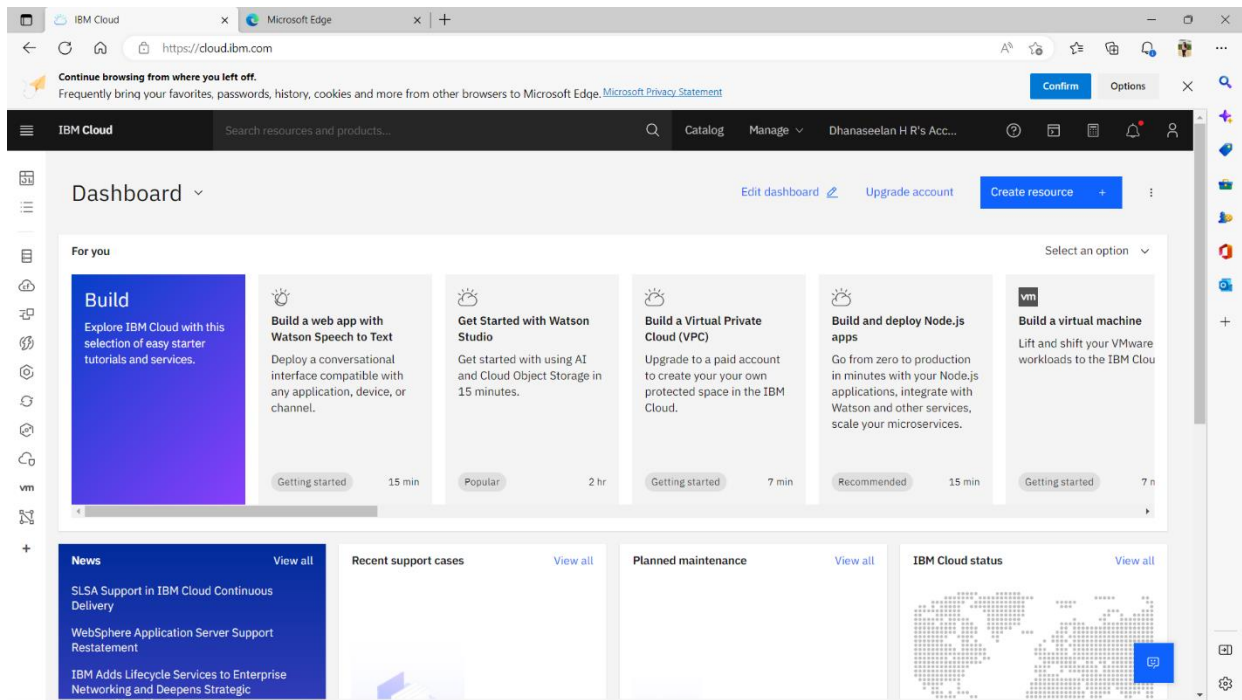 IBM Cloud
Microsoft Edge
https://cloud.ibm.com
Continue browsing from where you left off.
Frequently bring your favorites, passwords, history, cookies and more from other browsers to Microsoft Edge. Microsoft Privacy Statement
Confirm
Options
IBM Cloud
Search resources and products...
Catalog
Manage
Dhanaseelan H R's Acc...
Dashboard
Edit dashboard
Upgrade account
Create resource +
For you
Select an option
Build
Explore IBM Cloud with this
selection of easy starter
tutorials and services.
Build a web app with
Watson Speech to Text
Deploy a conversational
interface compatible with
any application, device, or
channel.
Getting started
15 min
Get Started with Watson
Studio
Get started with using AI
and Cloud Object Storage in
15 minutes.
Popular
2 hr
Build a Virtual Private
Cloud (VPC)
Upgrade to a paid account
to create your your own
protected space in the IBM
Cloud.
Getting started
7 min
Build and deploy Node.js
apps
Go from zero to production
in minutes with your Node.js
applications, integrate with
Watson and other services,
scale your microservices.
Recommended
15 min
vm
Build a virtual machine
Lift and shift your VMware
workloads to the IBM Clou
Getting started
7 n
vm
News
View all
SLSA Support in IBM Cloud Continuous
Delivery
WebSphere Application Server Support
Restatement
IBM Adds Lifecycle Services to Enterprise
Networking and Deepens Strategic
Recent support cases
View all
Planned maintenance
View all
IBM Cloud status
View all